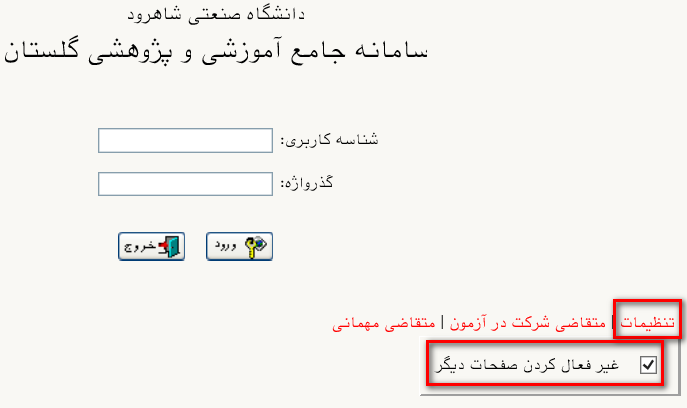 دانشگاه صنعتی شاهرود
سامانه جامع آموزشی و پژوهشی گلستان
شناسه کاربری:
گذرواژه:
ورود
خروج
تنظیمات | متقاضی شرکت در آزمون | متقاضی مهمانی
غیر فعال کردن صفحات دیگر